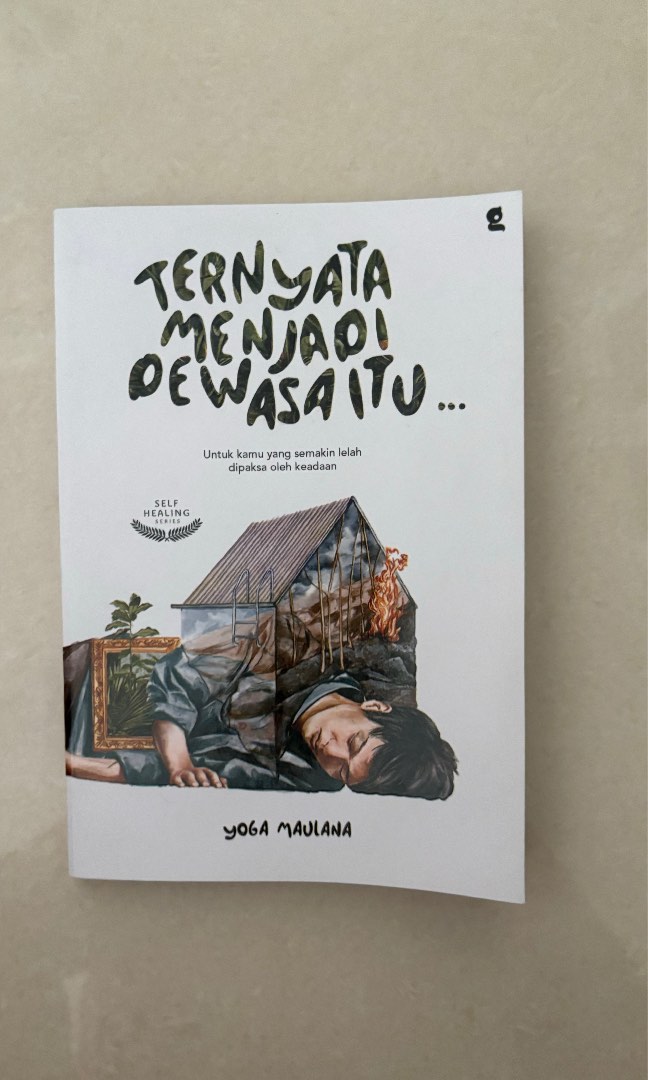 g
TERNYATA
MENJADI
DEWASA ITU ...
Untuk kamu yang semakin lelah
dipaksa oleh keadaan
SELF
HEALING
SERIES
YOGA MAULANA